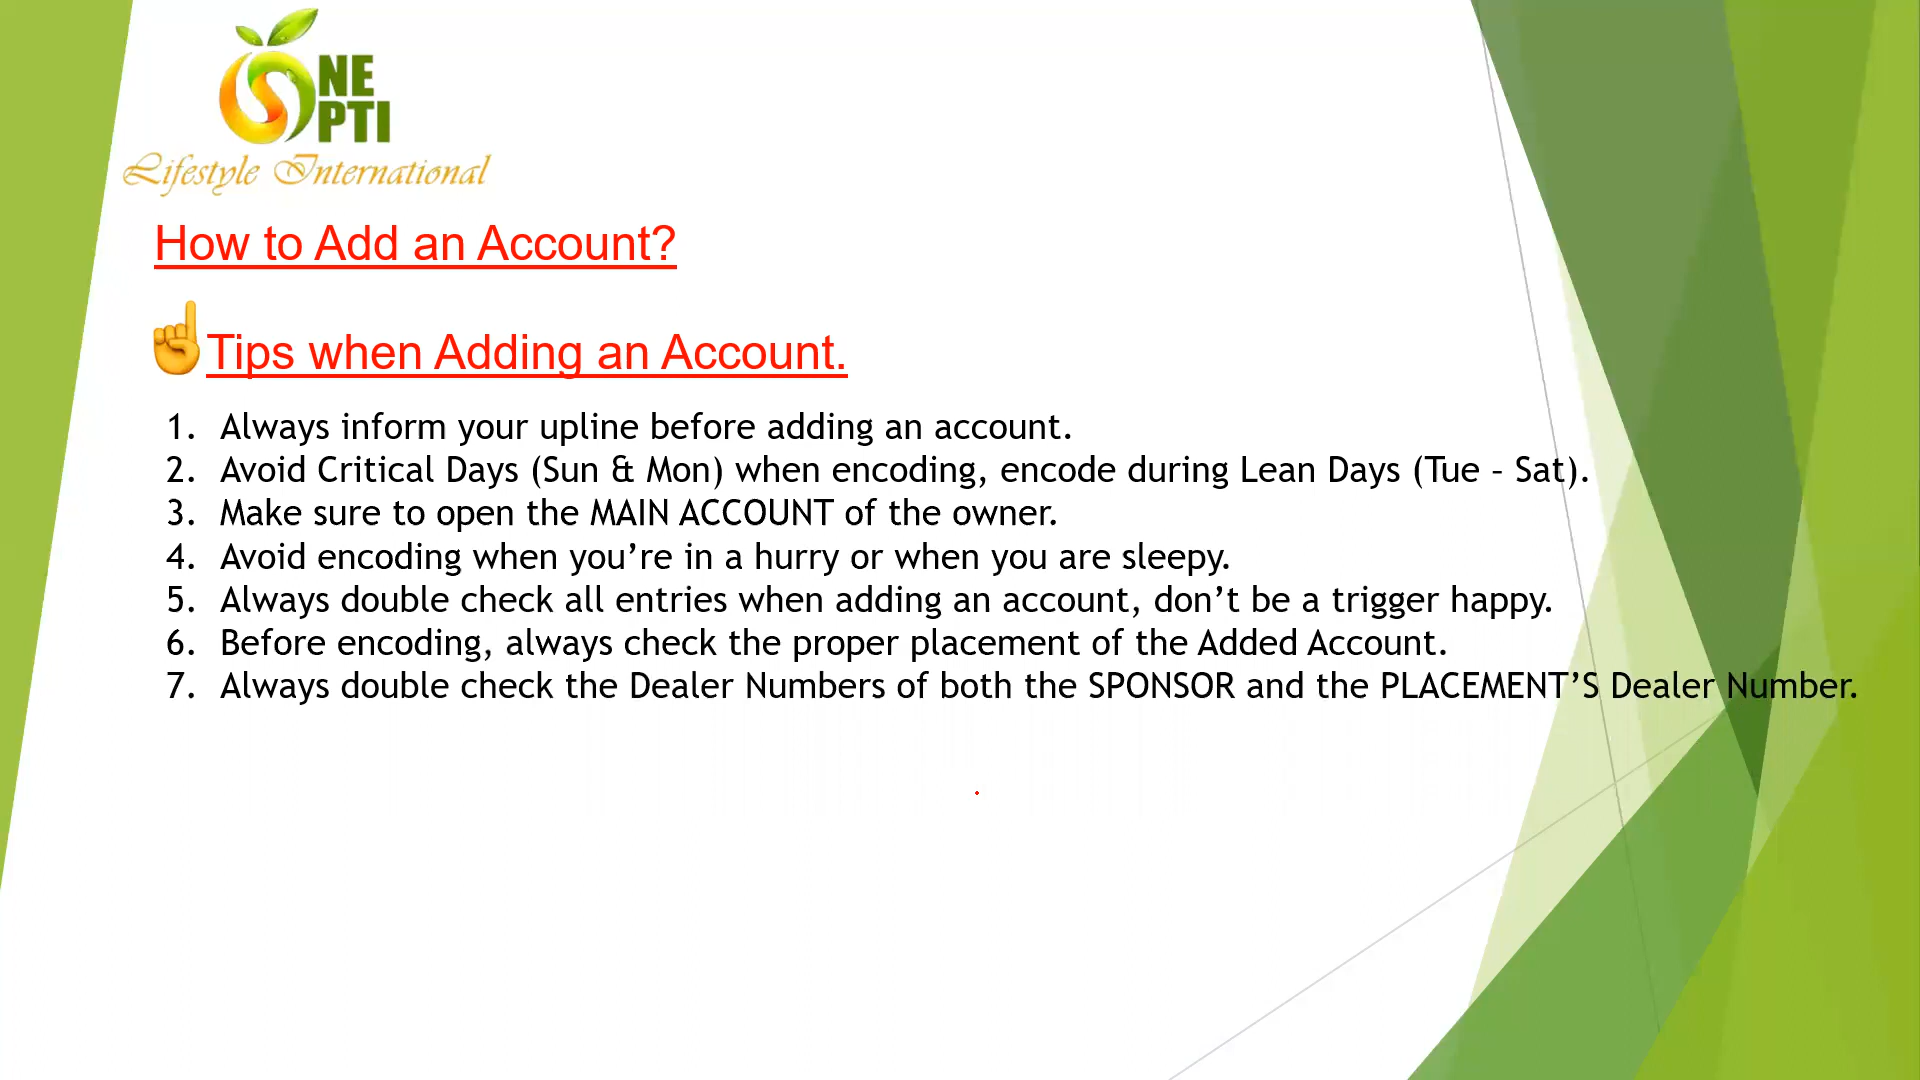 ONE
OPTI
Lifestyle International
How to Add an Account?
☝Tips when Adding an Account.
1. Always inform your upline before adding an account.
2. Avoid Critical Days (Sun & Mon) when encoding, encode during Lean Days (Tue – Sat).
3. Make sure to open the MAIN ACCOUNT of the owner.
4. Avoid encoding when you’re in a hurry or when you are sleepy.
5. Always double check all entries when adding an account, don’t be a trigger happy.
6. Before encoding, always check the proper placement of the Added Account.
7. Always double check the Dealer Numbers of both the SPONSOR and the PLACEMENT’S Dealer Number.